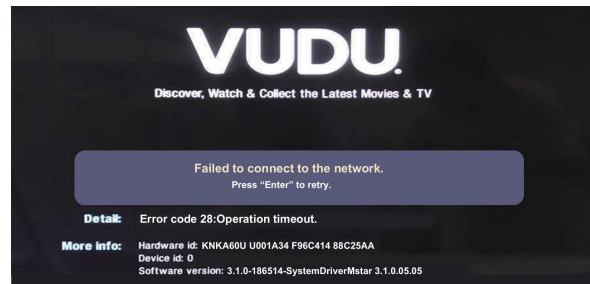 VUDU.
Discover, Watch & Collect the Latest Movies & TV
Failed to connect to the network.
Press “Enter” to retry.
Detail: Error code 28:Operation timeout.
More info: Hardware id: KNKA60U U001A34 F96C414 88C25AA
Device id: 0
Software version: 3.1.0-186514-SystemDriverMstar 3.1.0.05.05